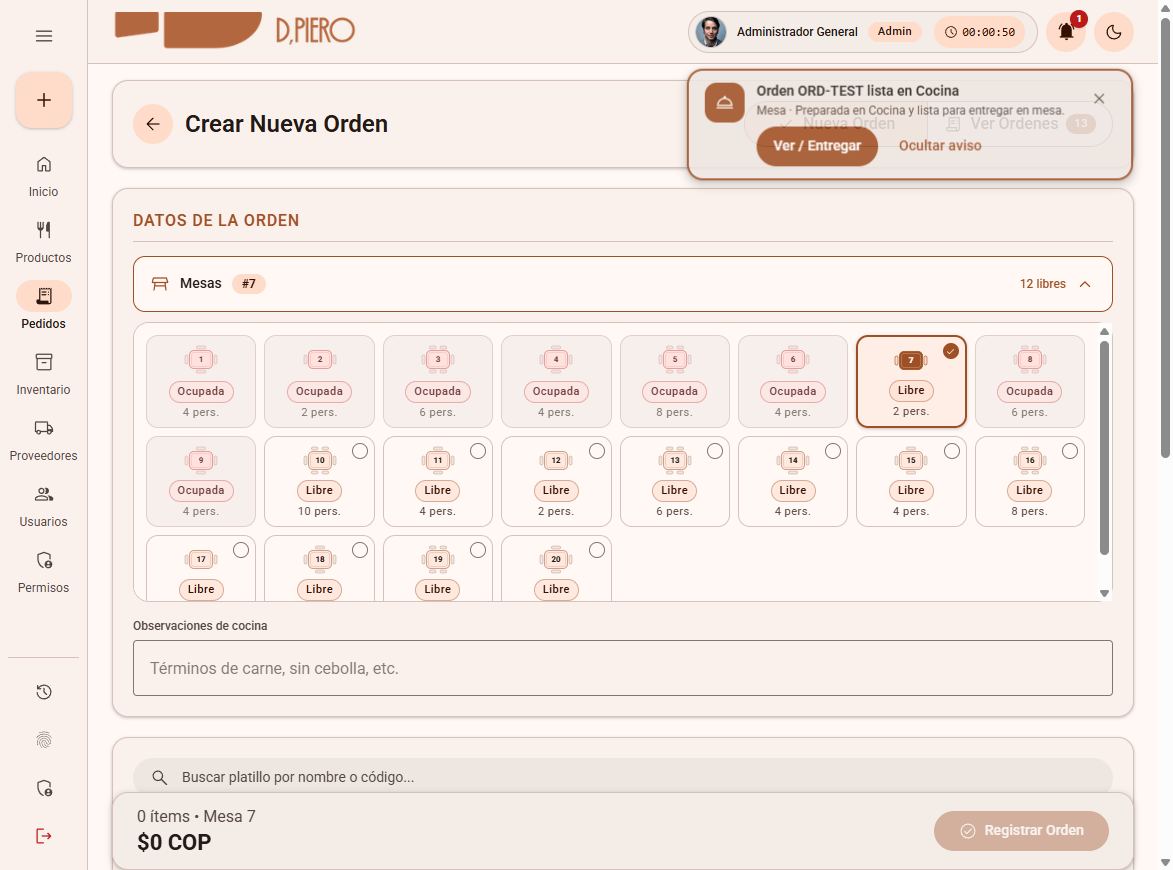 D,PIERO
Administrador General
Admin
00:00:50
1
Orden ORD-TEST lista en Cocina
Mesa · Preparada en Cocina y lista para entregar en mesa.
Ver / Entregar
Ocultar aviso
Nueva Orden
Ver Ordenes
13
Crear Nueva Orden
Inicio
Productos
Pedidos
Inventario
Proveedores
Usuarios
Permisos
DATOS DE LA ORDEN
Mesas
#7
12 libres
1
Ocupada
4 pers.
2
Ocupada
2 pers.
3
Ocupada
6 pers.
4
Ocupada
4 pers.
5
Ocupada
8 pers.
6
Ocupada
4 pers.
7
Libre
2 pers.
8
Ocupada
6 pers.
9
Ocupada
4 pers.
10
Libre
10 pers.
11
Libre
4 pers.
12
Libre
2 pers.
13
Libre
6 pers.
14
Libre
4 pers.
15
Libre
4 pers.
16
Libre
8 pers.
17
Libre
18
Libre
19
Libre
20
Libre
Observaciones de cocina
Términos de carne, sin cebolla, etc.
Buscar platillo por nombre o código...
0 ítems • Mesa 7
$0 COP
Registrar Orden